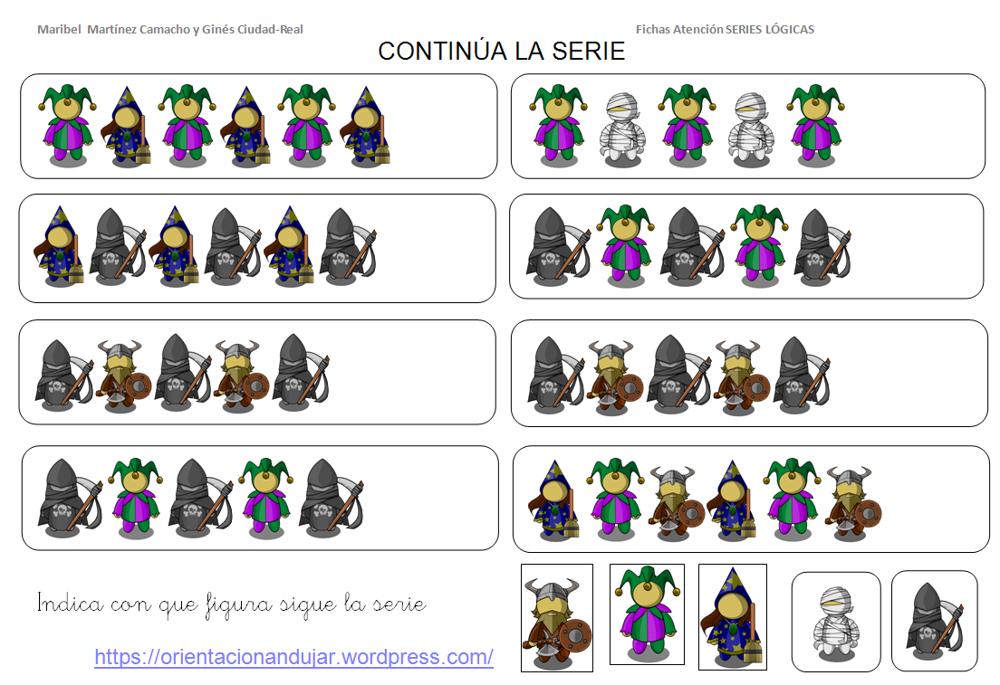 Maribel Martínez Camacho y Ginés Ciudad-Real
Fichas Atención SERIES LÓGICAS
CONTINÚA LA SERIE
Indica con que figura sigue la serie
https://orientacionandujar.wordpress.com/